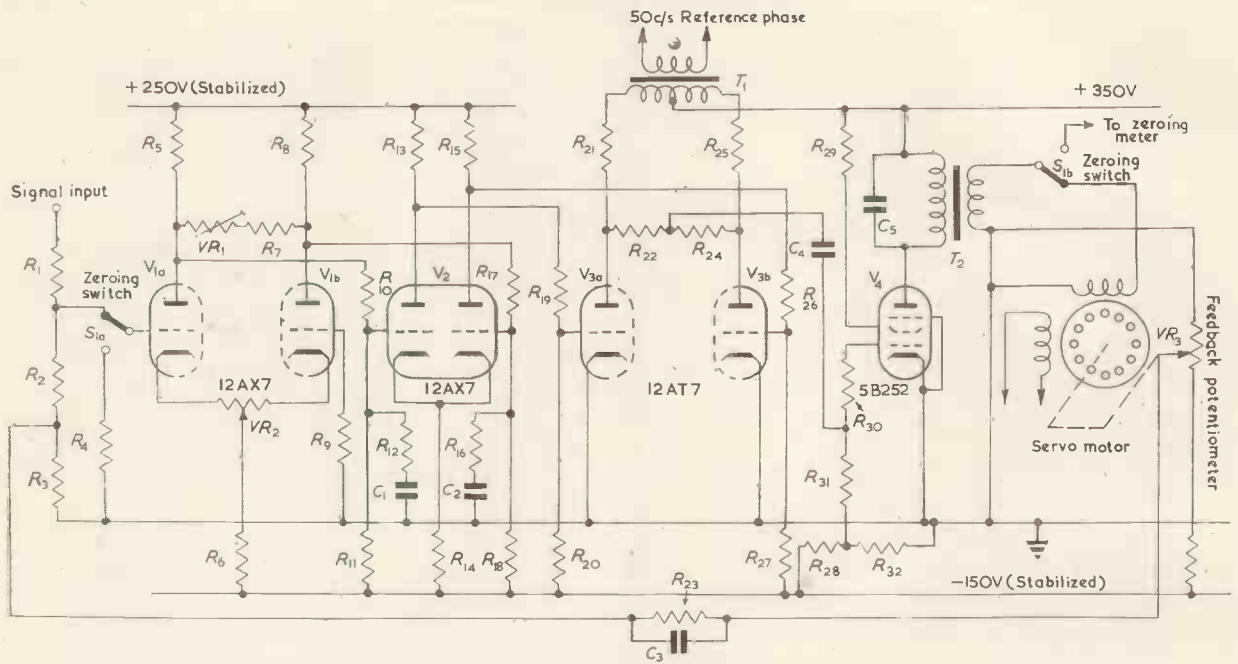 50c/s Reference phase
T1
+250V (Stabilized)
+350V
To zeroing meter
S1b
Zeroing switch
R5
R8
R13
R15
R21
R25
R29
Signal input
VR1
R7
C5
T2
R22
R24
C4
R1
Zeroing switch
V1a
V1b
R10
V2
R17
R19
V3a
V3b
R26
V4
S1a
Feedback potentiometer
VR3
R2
12AX7
12AX7
12AT7
5B252
VR2
R4
R9
R12
R16
R30
Servo motor
R3
C1
C2
R31
R6
R11
R14
R18
R20
R27
R28
R32
-150V (Stabilized)
R23
C3